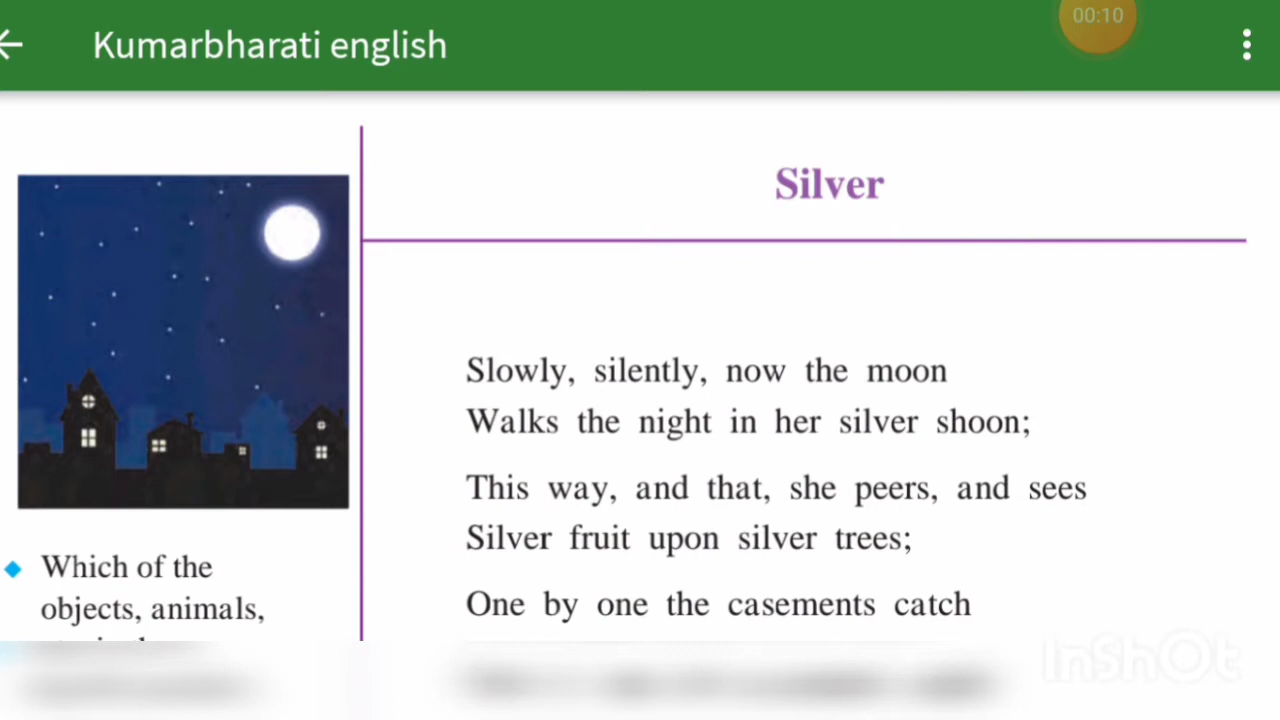 00:10
Kumarbharati english
Silver
Slowly, silently, now the moon
Walks the night in her silver shoon;
This way, and that, she peers, and sees
Silver fruit upon silver trees;
One by one the casements catch
Which of the
objects, animals,
InShOt